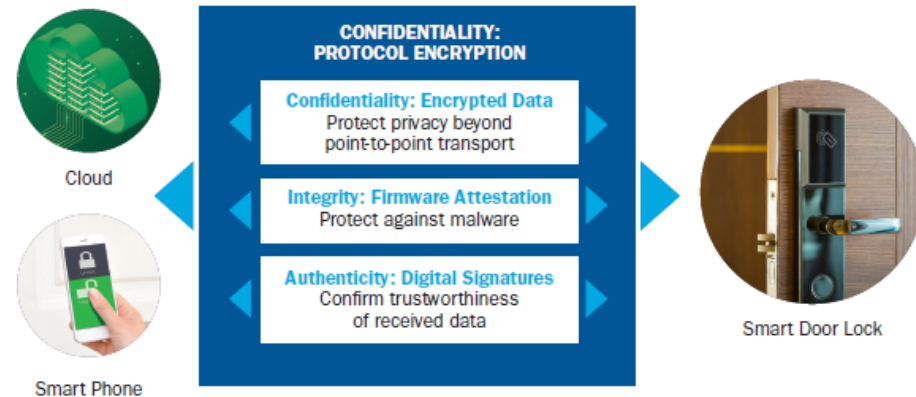 CONFIDENTIALITY:
PROTOCOL ENCRYPTION
Confidentiality: Encrypted Data
Protect privacy beyond
point-to-point transport
Integrity: Firmware Attestation
Protect against malware
Authenticity: Digital Signatures
Confirm trustworthiness
of received data
Cloud
Smart Phone
Smart Door Lock